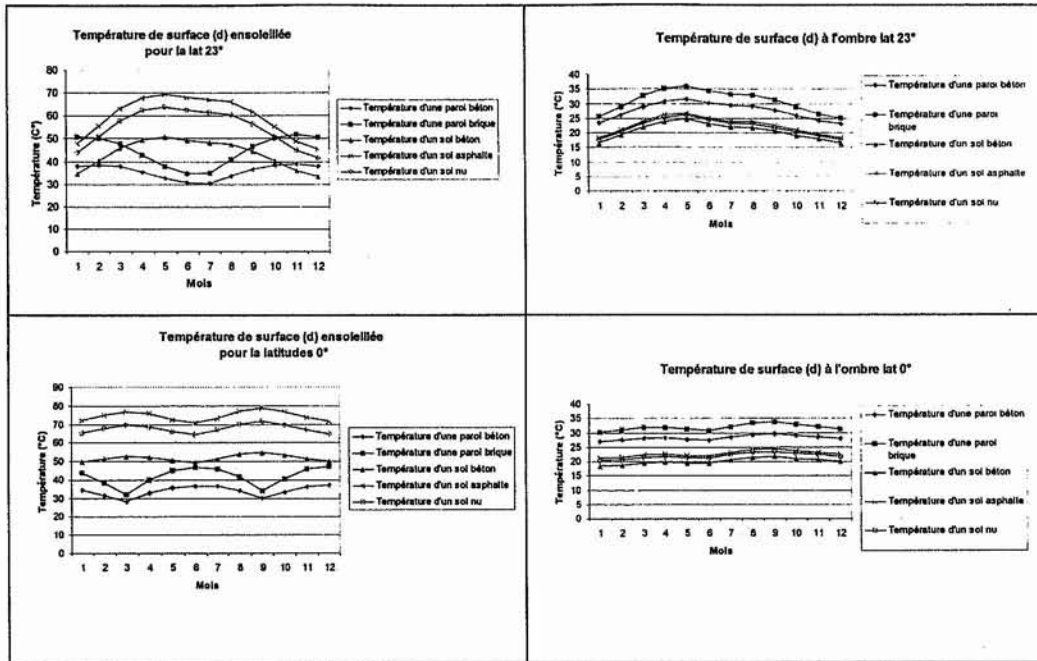 Température de surface (d) ensoleillée
pour la lat 23°
Température (C°)
80
70
60
50
40
30
20
10
0
1 2 3 4 5 6 7 8 9 10 11 12
Mois
Température d'une paroi béton
Température d'une paroi brique
Température d'un sol béton
Température d'un sol asphalte
Température d'un sol nu
Température de surface (d) à l'ombre lat 23°
Température (°C)
40
35
30
25
20
15
10
5
0
1 2 3 4 5 6 7 8 9 10 11 12
Mois
Température d'une paroi béton
Température d'une paroi
brique
Température d'un sol béton
Température d'un sol asphalte
Température d'un sol nu
Température de surface (d) ensoleillée
pour la latitudes 0°
Température (°C)
90
80
70
60
50
40
30
20
10
0
1 2 3 4 5 6 7 8 9 10 11 12
Mois
Température d'une paroi béton
Température d'une paroi brique
Température d'un sol béton
Température d'un sol asphalte
Température d'un sol nu
Température de surface (d) à l'ombre lat 0°
Température (°C)
40
35
30
25
20
15
10
5
0
1 2 3 4 5 6 7 8 9 10 11 12
Mois
Température d'une paroi béton
Température d'une paroi
brique
Température d'un sol béton
Température d'un sol asphalte
Température d'un sol nu